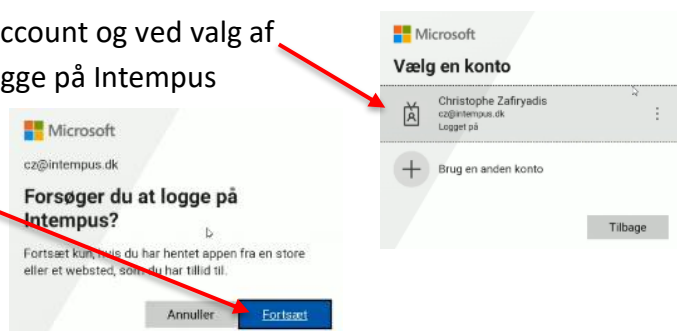 ccount og ved valg af
gge på Intempus
Microsoft
Vælg en konto
Christophe Zafiryadis
cz@intempus.dk
Logget på
Brug en anden konto
Tilbage
Microsoft
cz@intempus.dk
Forsøger du at logge på
Intempus?
Fortsæt kun, hvis du har hentet appen fra en store
eller et websted, som du har tillid til.
Annuller
Fortsæt